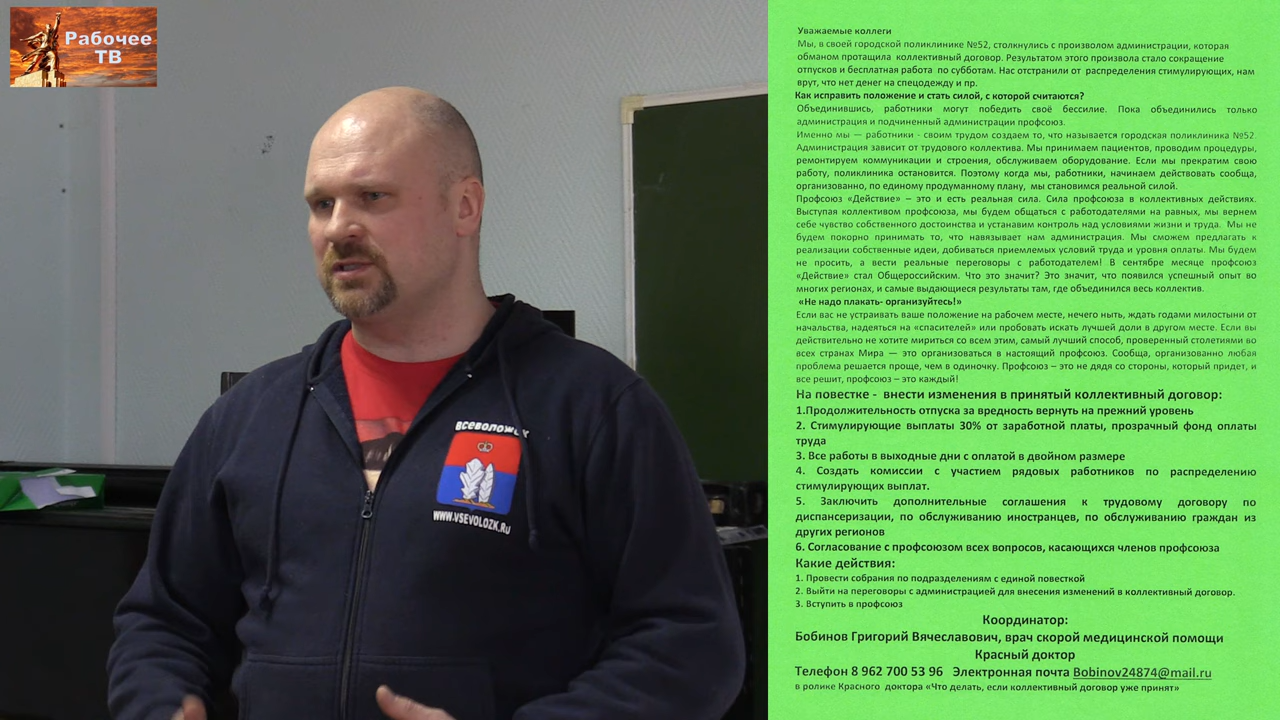 Рабочее
ТВ
Всеволожск
WWW.VSEVOLOZK.RU
Уважаемые коллеги
Мы, в своей городской поликлинике №52, столкнулись с произволом администрации, которая
обманом протащила коллективный договор. Результатом этого произвола стало сокращение
отпусков и бесплатная работа по субботам. Нас отстранили от распределения стимулирующих, нам
врут, что нет денег на спецодежду и пр.
Как исправить положение и стать силой, с которой считаются?
Объединившись, работники могут победить своё бессилие. Пока объединились только
администрация и подчиненный администрации профсоюз.
Именно мы — работники - своим трудом создаем то, что называется городская поликлиника №52.
Администрация зависит от трудового коллектива. Мы принимаем пациентов, проводим процедуры,
ремонтируем коммуникации и строения, обслуживаем оборудование. Если мы прекратим свою
работу, поликлиника остановится. Поэтому когда мы, работники, начинаем действовать сообща,
организованно, по единому продуманному плану, мы становимся реальной силой.
Профсоюз «Действие» – это и есть реальная сила. Сила профсоюза в коллективных действиях.
Выступая коллективом профсоюза, мы будем общаться с работодателями на равных, мы вернем
себе чувство собственного достоинства и установим контроль над условиями жизни и труда. Мы не
будем покорно принимать то, что навязывает нам администрация. Мы сможем предлагать к
реализации собственные идеи, добиваться приемлемых условий труда и уровня оплаты. Мы будем
не просить, а вести реальные переговоры с работодателем! В сентябре месяце профсоюз
«Действие» стал Общероссийским. Что это значит? Это значит, что появился успешный опыт во
многих регионах, и самые выдающиеся результаты там, где объединился весь коллектив.
«Не надо плакать- организуйтесь!»
Если вас не устраивать ваше положение на рабочем месте, нечего ныть, ждать годами милостыни от
начальства, надеяться на «спасителей» или пробовать искать лучшей доли в другом месте. Если вы
действительно не хотите мириться со всем этим, самый лучший способ, проверенный столетиями во
всех странах Мира — это организоваться в настоящий профсоюз. Сообща, организованно любая
проблема решается проще, чем в одиночку. Профсоюз – это не дядя со стороны, который придет, и
все решит, профсоюз – это каждый!
На повестке - внести изменения в принятый коллективный договор:
1.Продолжительность отпуска за вредность вернуть на прежний уровень
2. Стимулирующие выплаты 30% от заработной платы, прозрачный фонд оплаты
труда
3. Все работы в выходные дни с оплатой в двойном размере
4. Создать комиссии с участием рядовых работников по распределению
стимулирующих выплат.
5. Заключить дополнительные соглашения к трудовому договору по
диспансеризации, по обслуживанию иностранцев, по обслуживанию граждан из
других регионов
6. Согласование с профсоюзом всех вопросов, касающихся членов профсоюза
Какие действия:
1. Провести собрания по подразделениям с единой повесткой
2. Выйти на переговоры с администрацией для внесения изменений в коллективный договор.
3. Вступить в профсоюз
Координатор:
Бобинов Григорий Вячеславович, врач скорой медицинской помощи
Красный доктор
Телефон 8 962 700 53 96 Электронная почта Bobinov24874@mail.ru
в ролике Красного доктора «Что делать, если коллективный договор уже принят»